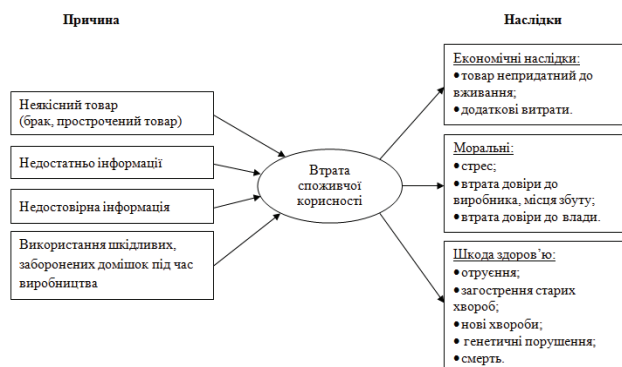 Причина
Наслідки
Неякісний товар
(брак, прострочений товар)
Недостатньо інформації
Недостовірна інформація
Використання шкідливих,
заборонених домішок під час
виробництва
Втрата
споживчої
корисності
Економічні наслідки:
•товар непридатний до
вживання;
•додаткові витрати.
Моральні:
•стрес;
•втрата довіри до
виробника, місця збуту;
•втрата довіри до влади.
Шкода здоров’ю:
•отруєння;
•загострення старих
хвороб;
•нові хвороби;
• генетичні порушення;
•смерть.